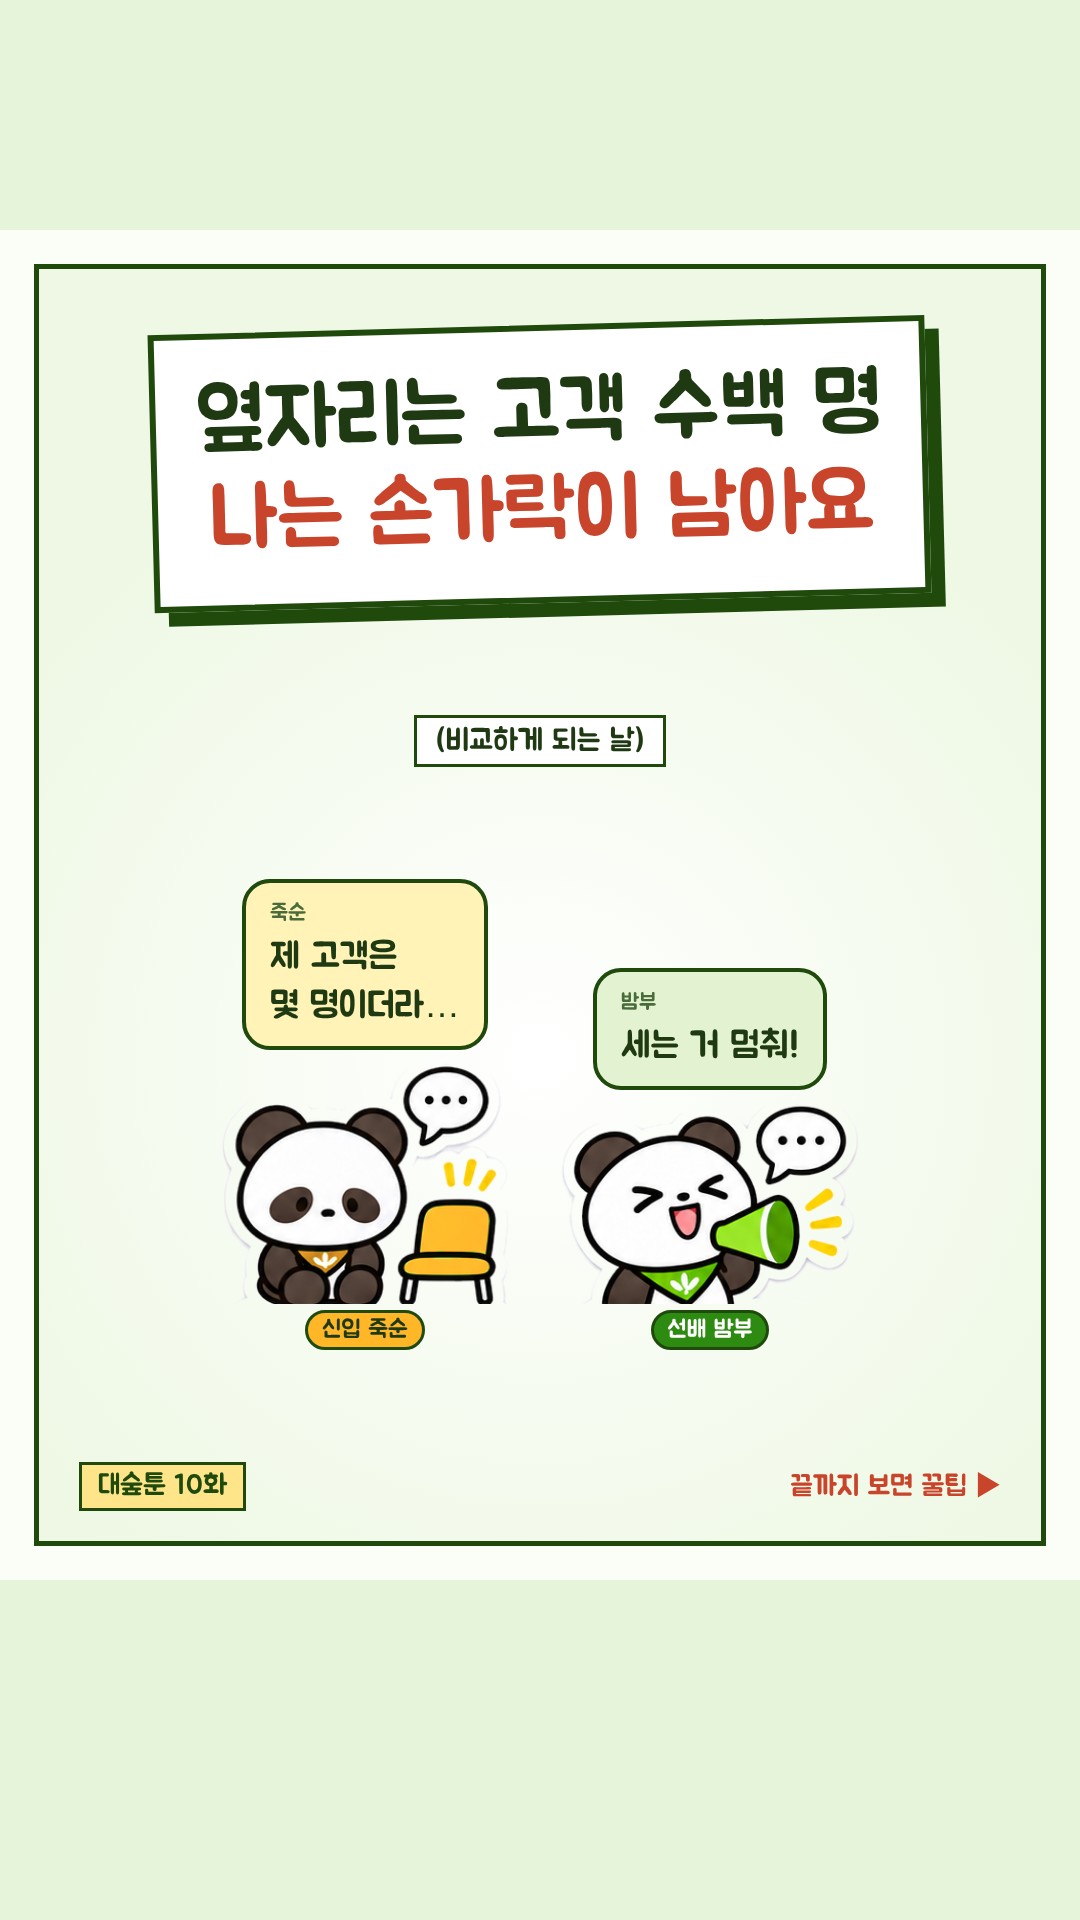 옆자리는 고객 수백 명
나는 손가락이 남아요
(비교하게 되는 날)
죽순
제 고객은
몇 명이더라...
밤부
세는 거 멈춰!
신입 죽순
선배 밤부
대숲툰 10화
끝까지 보면 꿀팁 ▶